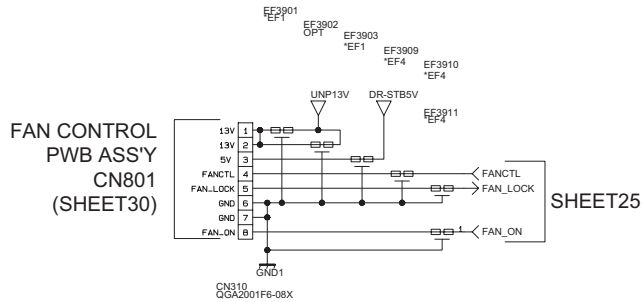 EF3901
*EF1
EF3902
OPT
EF3903
*EF1
EF3909
*EF4
EF3910
*EF4
EF3911
*EF4
UNP13V
DR-STB5V
FAN CONTROL
PWB ASS'Y
CN801
(SHEET30)
13V 1
13V 2
5V 3
FANCTL 4
FAN_LOCK 5
GND 6
GND 7
FAN_ON 8
FANCTL
FAN_LOCK
1 FAN_ON
SHEET25
GND1
CN310
QGA2001F6-08X